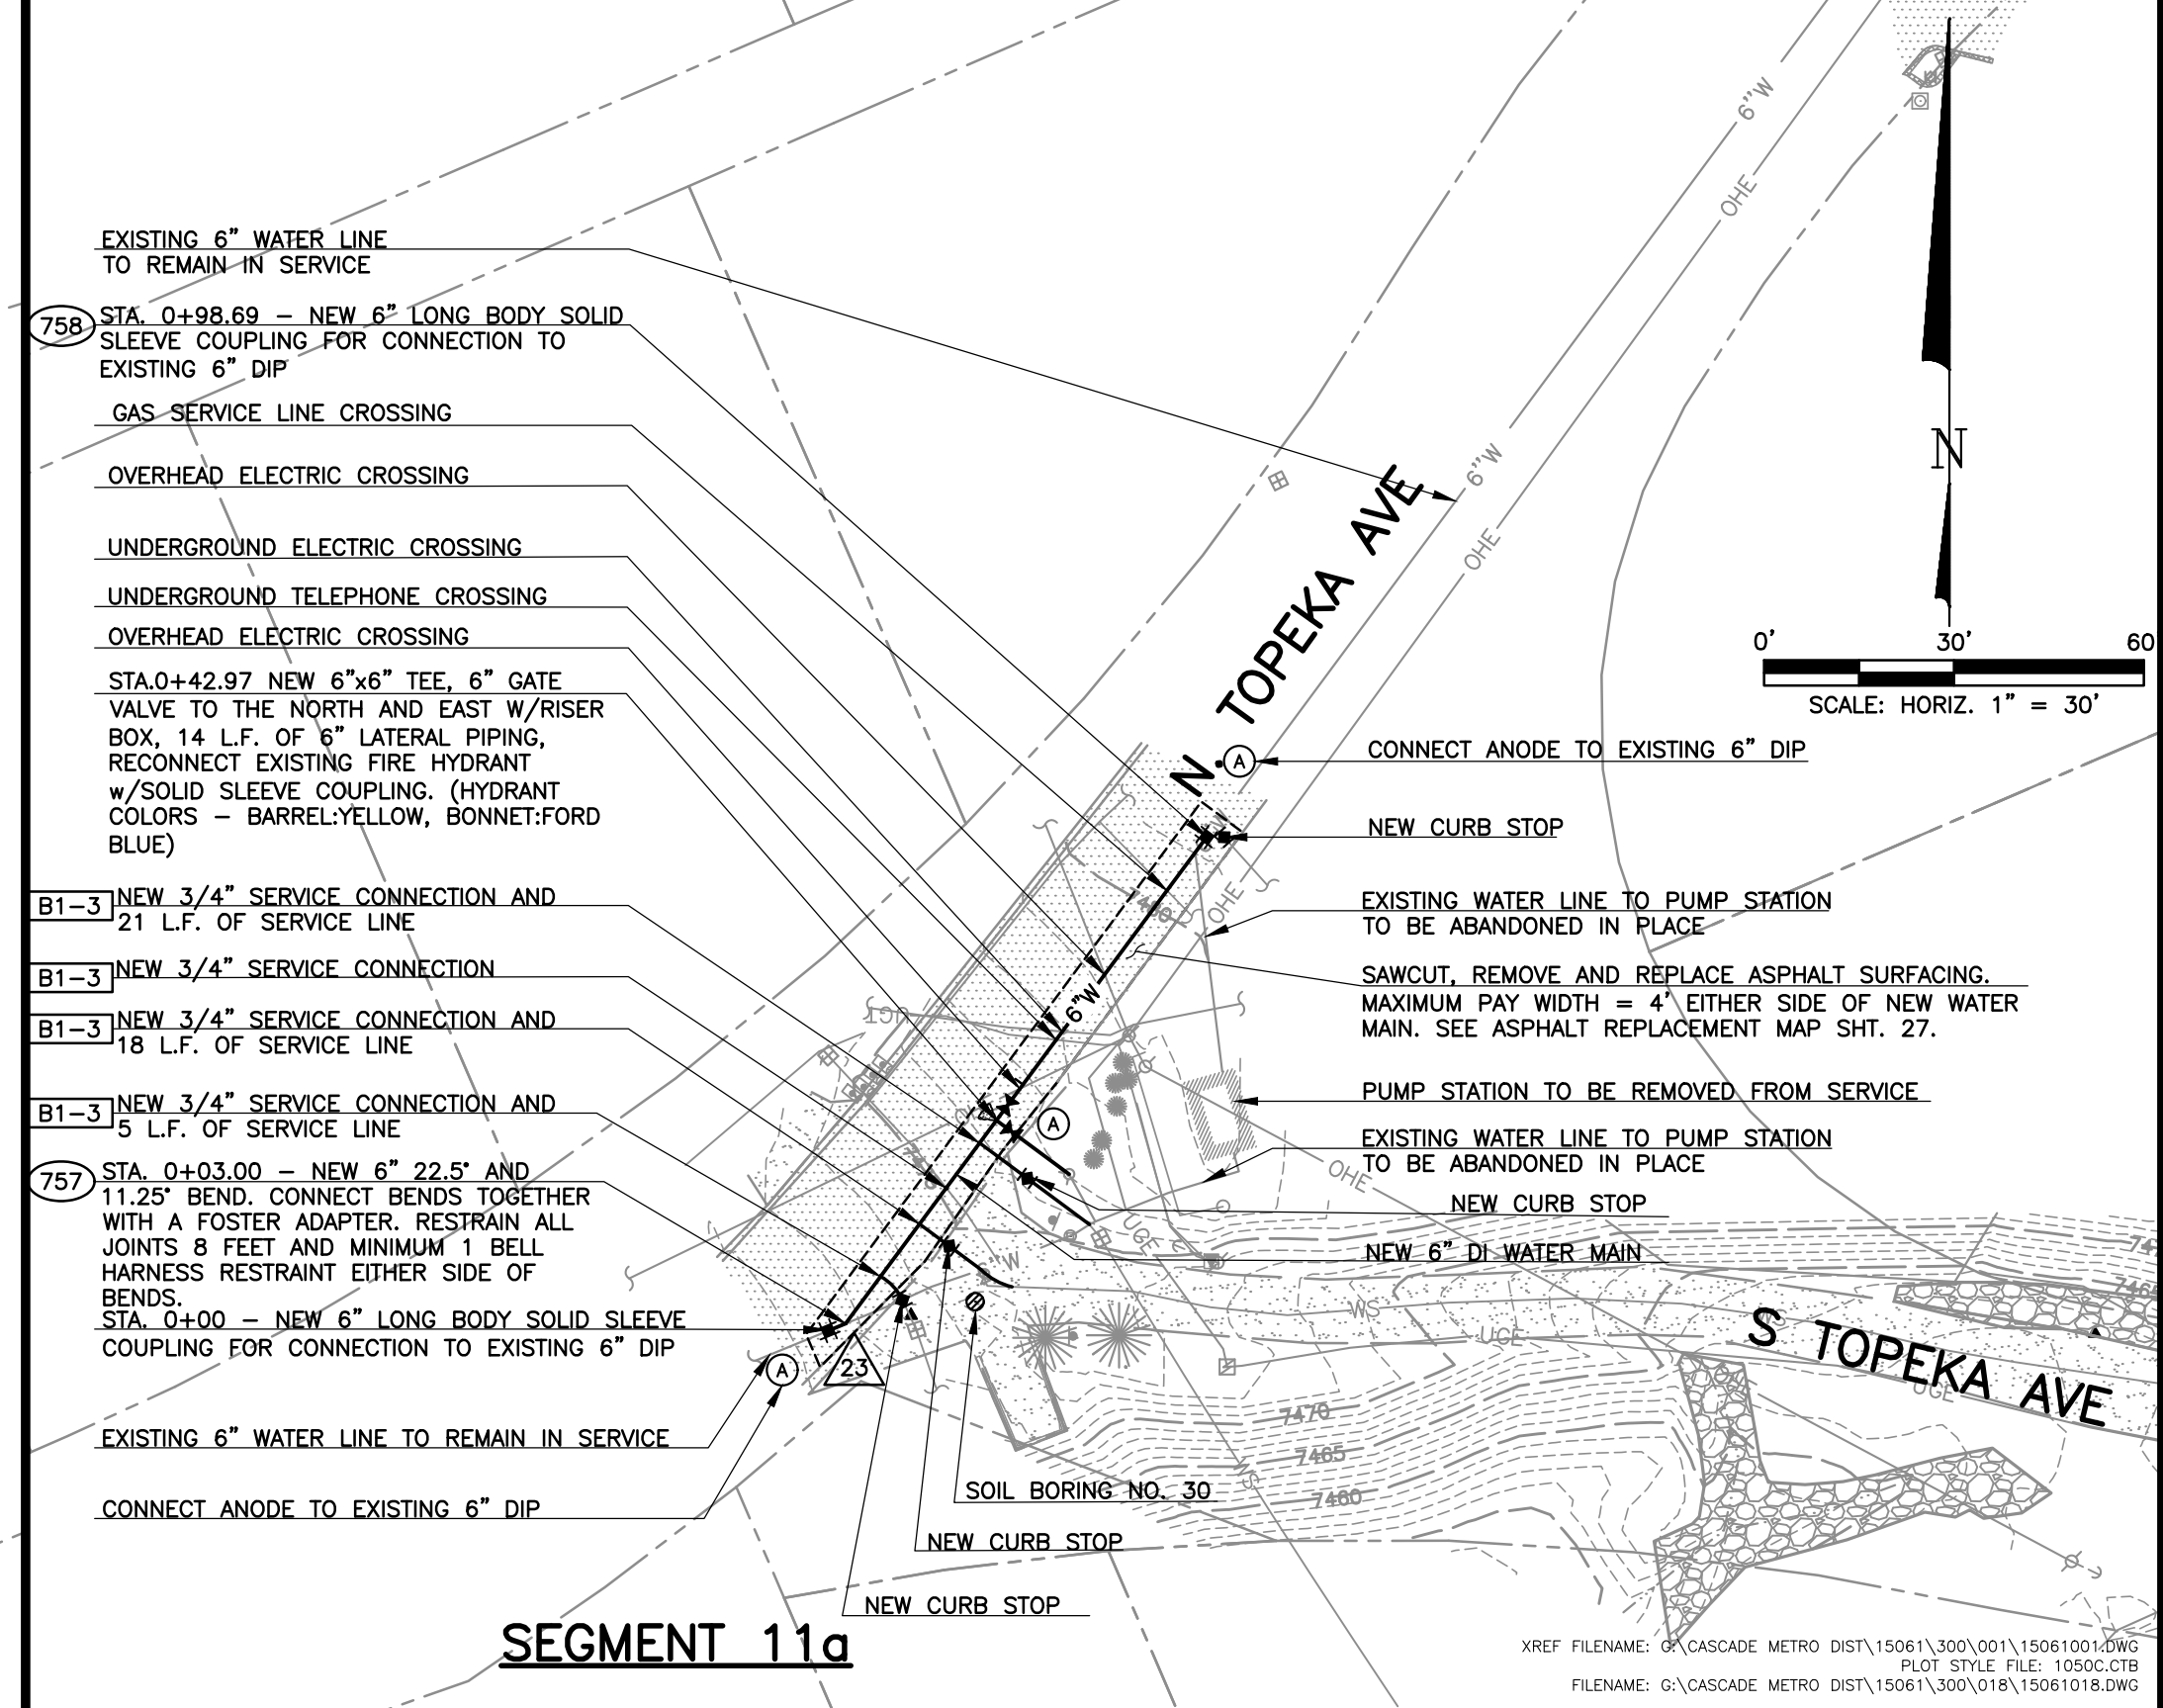 EXISTING 6" WATER LINE
TO REMAIN IN SERVICE
758
STA. 0+98.69 – NEW 6" LONG BODY SOLID
SLEEVE COUPLING FOR CONNECTION TO
EXISTING 6" DIP
GAS SERVICE LINE CROSSING
OVERHEAD ELECTRIC CROSSING
UNDERGROUND ELECTRIC CROSSING
UNDERGROUND TELEPHONE CROSSING
OVERHEAD ELECTRIC CROSSING
STA.0+42.97 NEW 6"x6" TEE, 6" GATE
VALVE TO THE NORTH AND EAST W/RISER
BOX, 14 L.F. OF 6" LATERAL PIPING,
RECONNECT EXISTING FIRE HYDRANT
w/SOLID SLEEVE COUPLING. (HYDRANT
COLORS – BARREL:YELLOW, BONNET:FORD
BLUE)
B1-3
NEW 3/4" SERVICE CONNECTION AND
21 L.F. OF SERVICE LINE
B1-3
NEW 3/4" SERVICE CONNECTION
B1-3
NEW 3/4" SERVICE CONNECTION AND
18 L.F. OF SERVICE LINE
B1-3
NEW 3/4" SERVICE CONNECTION AND
5 L.F. OF SERVICE LINE
757
STA. 0+03.00 – NEW 6" 22.5° AND
11.25° BEND. CONNECT BENDS TOGETHER
WITH A FOSTER ADAPTER. RESTRAIN ALL
JOINTS 8 FEET AND MINIMUM 1 BELL
HARNESS RESTRAINT EITHER SIDE OF
BENDS.
STA. 0+00 – NEW 6" LONG BODY SOLID SLEEVE
COUPLING FOR CONNECTION TO EXISTING 6" DIP
EXISTING 6" WATER LINE TO REMAIN IN SERVICE
CONNECT ANODE TO EXISTING 6" DIP
SEGMENT 11a
6"W
OHE
6"W
OHE
N. TOPEKA AVE
A
6"W
A
OHE
A
23
N
0' 30' 60
SCALE: HORIZ. 1" = 30'
CONNECT ANODE TO EXISTING 6" DIP
NEW CURB STOP
EXISTING WATER LINE TO PUMP STATION
TO BE ABANDONED IN PLACE
SAWCUT, REMOVE AND REPLACE ASPHALT SURFACING.
MAXIMUM PAY WIDTH = 4' EITHER SIDE OF NEW WATER
MAIN. SEE ASPHALT REPLACEMENT MAP SHT. 27.
PUMP STATION TO BE REMOVED FROM SERVICE
EXISTING WATER LINE TO PUMP STATION
TO BE ABANDONED IN PLACE
OHE
NEW CURB STOP
UGE
NEW 6" DI WATER MAIN
WS
UGE
S TOPEKA AVE
UGE
7470
7465
7460
WS
SOIL BORING NO. 30
NEW CURB STOP
NEW CURB STOP
XREF FILENAME: G:\CASCADE METRO DIST\15061\300\001\15061001.DWG
PLOT STYLE FILE: 1050C.CTB
FILENAME: G:\CASCADE METRO DIST\15061\300\018\15061018.DWG